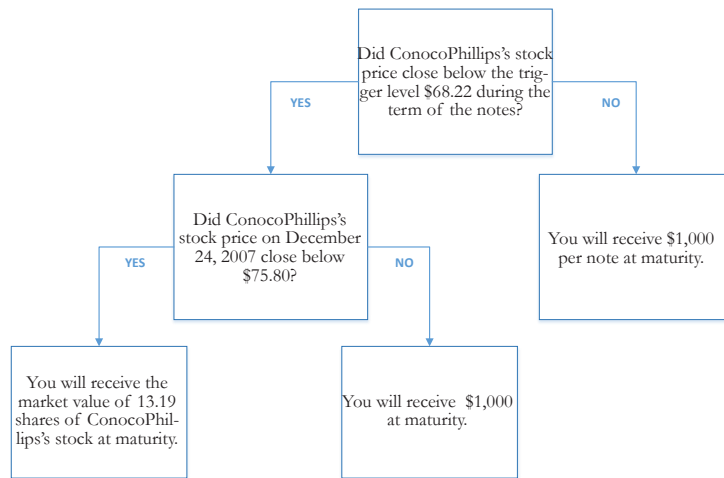 Did ConocoPhillips's stock
price close below the trig-
ger level $68.22 during the
term of the notes?
YES
NO
Did ConocoPhillips's
stock price on December
24, 2007 close below
$75.80?
You will receive $1,000
per note at maturity.
YES
NO
You will receive the
market value of 13.19
shares of ConocoPhil-
lips's stock at maturity.
You will receive $1,000
at maturity.